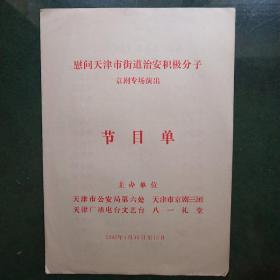 慰问天津市街道治安积极分子
京剧专场演出
节目单
主办单位
天津市公安局第六处 天津市京剧三团
天津广播电台文艺台 八一礼堂